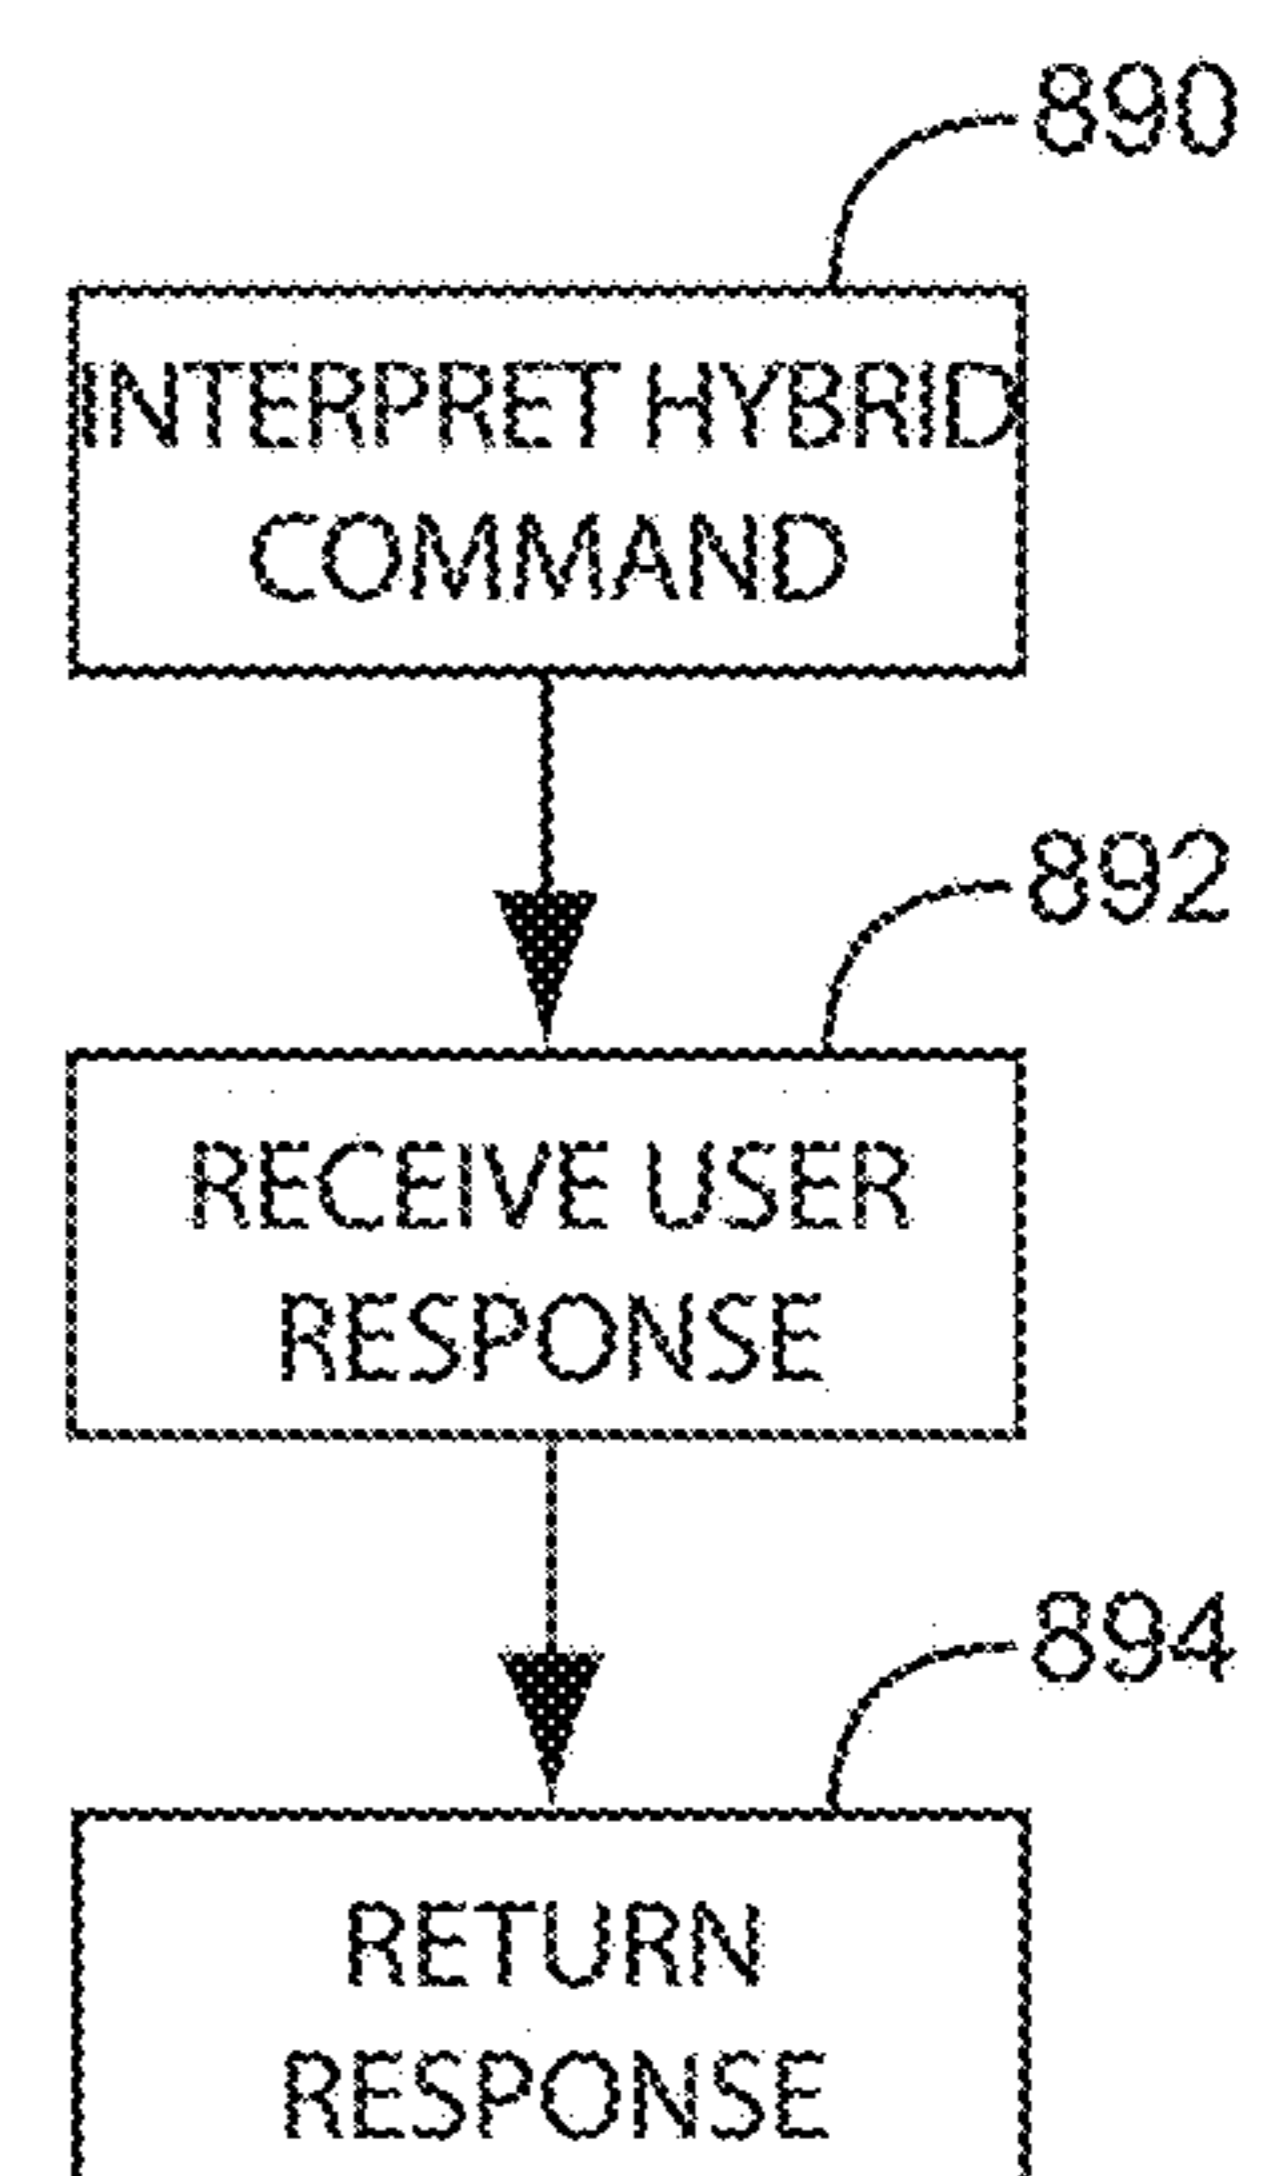 890
INTERPRET HYBRID
COMMAND
892
RECEIVE USER
RESPONSE
894
RETURN
RESPONSE